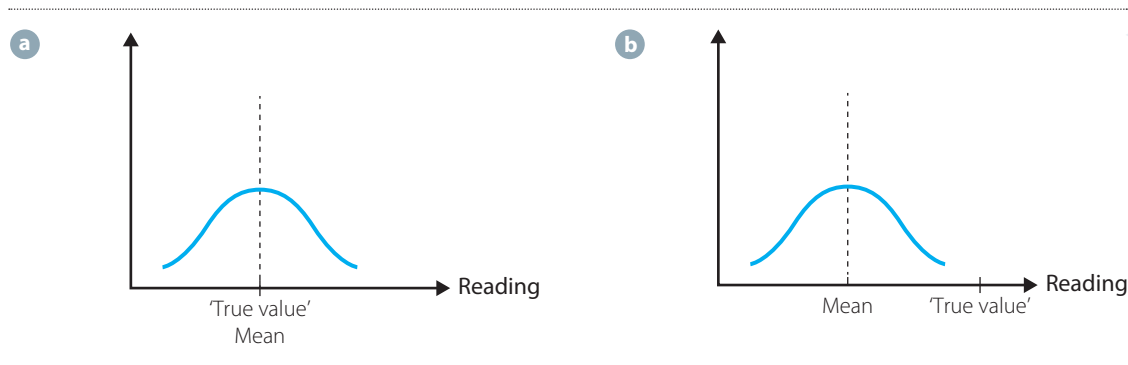 a
Reading
'True value'
Mean
b
Reading
Mean
'True value'